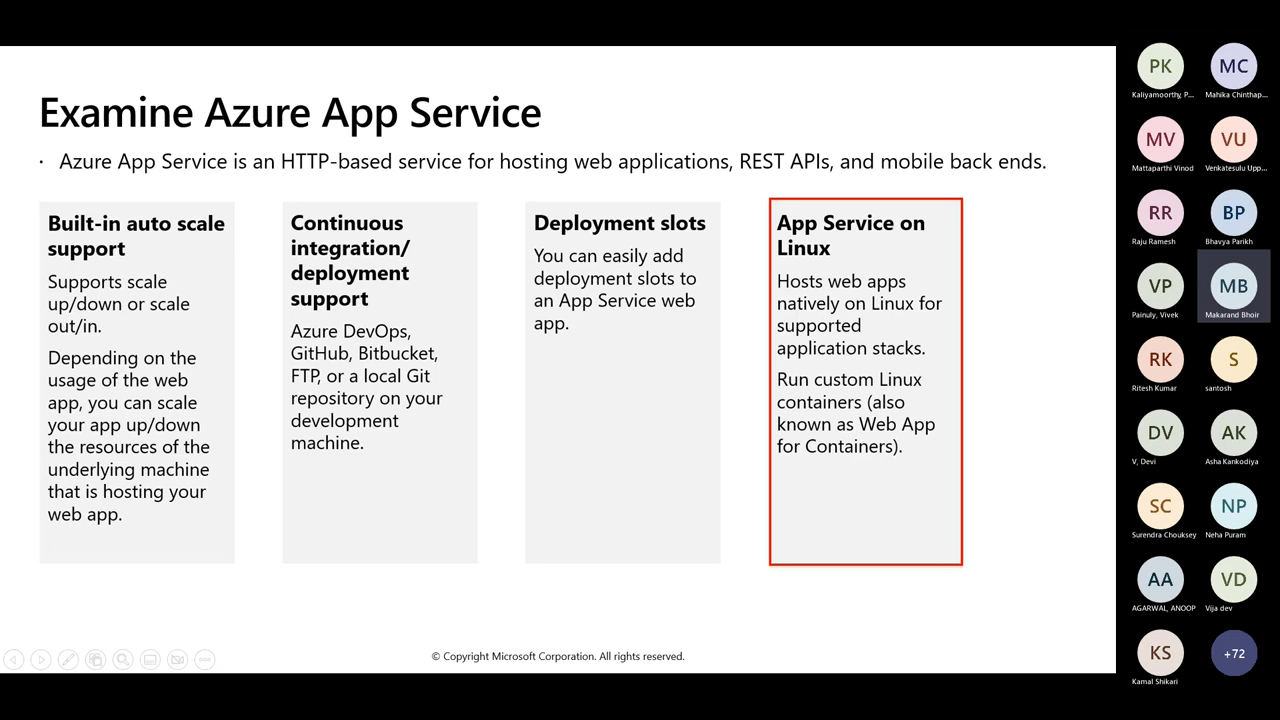 Examine Azure App Service
· Azure App Service is an HTTP-based service for hosting web applications, REST APIs, and mobile back ends.
Built-in auto scale
support
Supports scale
up/down or scale
out/in.
Depending on the
usage of the web
app, you can scale
your app up/down
the resources of the
underlying machine
that is hosting your
web app.
Continuous
integration/
deployment
support
Azure DevOps,
GitHub, Bitbucket,
FTP, or a local Git
repository on your
development
machine.
Deployment slots
You can easily add
deployment slots to
an App Service web
app.
App Service on
Linux
Hosts web apps
natively on Linux for
supported
application stacks.
Run custom Linux
containers (also
known as Web App
for Containers).
© Copyright Microsoft Corporation. All rights reserved.
PK
Kaliyamoorthy, P...
MC
Mahika Chinthap...
MV
Mattaparthi Vinod
VU
Venkatesulu Upp...
RR
Raju Ramesh
BP
Bhavya Parikh
VP
Painuly, Vivek
MB
Makarand Bhoir
RK
Ritesh Kumar
S
santosh
DV
V, Devi
AK
Asha Kankodiya
SC
Surendra Chouksey
NP
Neha Puram
AA
AGARWAL, ANOOP
VD
Vija dev
KS
Kamal Shikari
+72